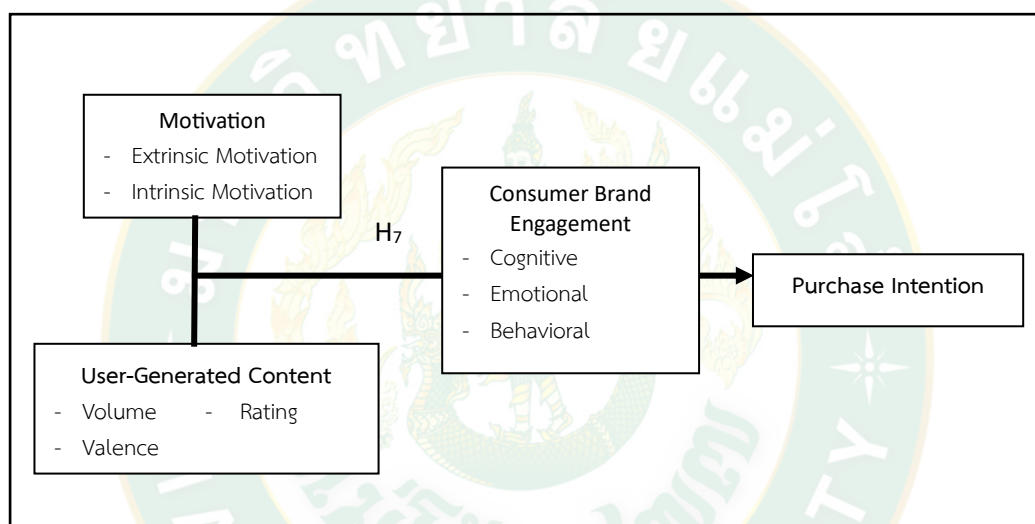 Motivation
- Extrinsic Motivation
- Intrinsic Motivation
H7
Consumer Brand
Engagement
- Cognitive
- Emotional
- Behavioral
Purchase Intention
User-Generated Content
- Volume - Rating
- Valence